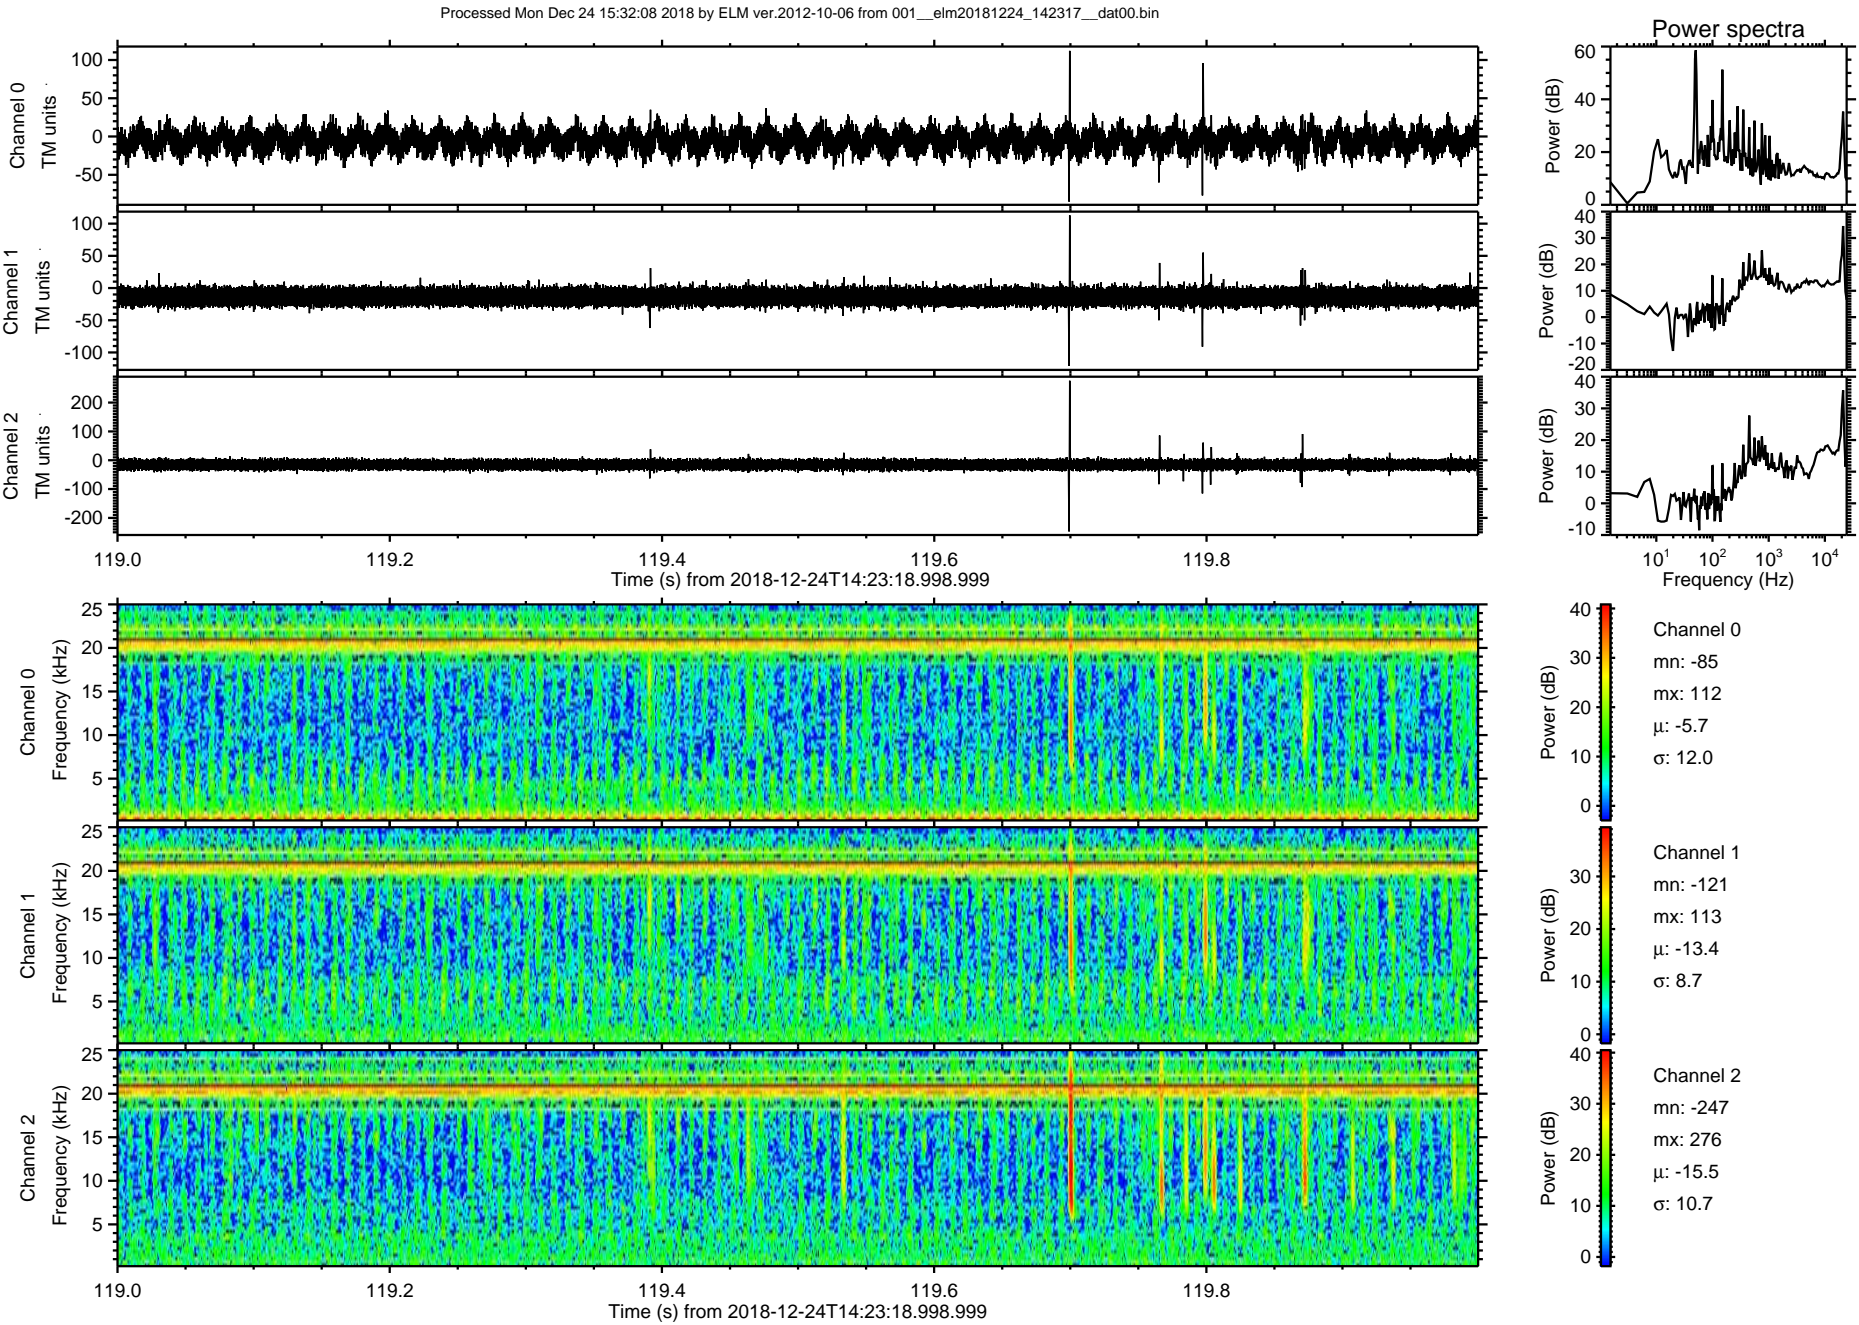 Processed Mon Dec 24 15:32:08 2018 by ELM ver.2012-10-06 from 001__elm20181224_142317__dat00.bin
Power spectra
Channel 0
TM units
100
50
0
-50
Power (dB)
60
40
20
0
Channel 1
TM units
100
50
0
-50
-100
Power (dB)
40
30
20
10
0
-10
-20
Channel 2
TM units
200
100
0
-100
-200
Power (dB)
40
30
20
10
0
-10
119.0 119.2 119.4 119.6 119.8
Time (s) from 2018-12-24T14:23:18.998.999
10^1 10^2 10^3 10^4
Frequency (Hz)
Channel 0
Frequency (kHz)
25
20
15
10
5
Power (dB)
40
30
20
10
0
Channel 0
mn: -85
mx: 112
µ: -5.7
σ: 12.0
Channel 1
Frequency (kHz)
25
20
15
10
5
Power (dB)
30
20
10
0
Channel 1
mn: -121
mx: 113
µ: -13.4
σ: 8.7
Channel 2
Frequency (kHz)
25
20
15
10
5
Power (dB)
40
30
20
10
0
Channel 2
mn: -247
mx: 276
µ: -15.5
σ: 10.7
119.0 119.2 119.4 119.6 119.8
Time (s) from 2018-12-24T14:23:18.998.999